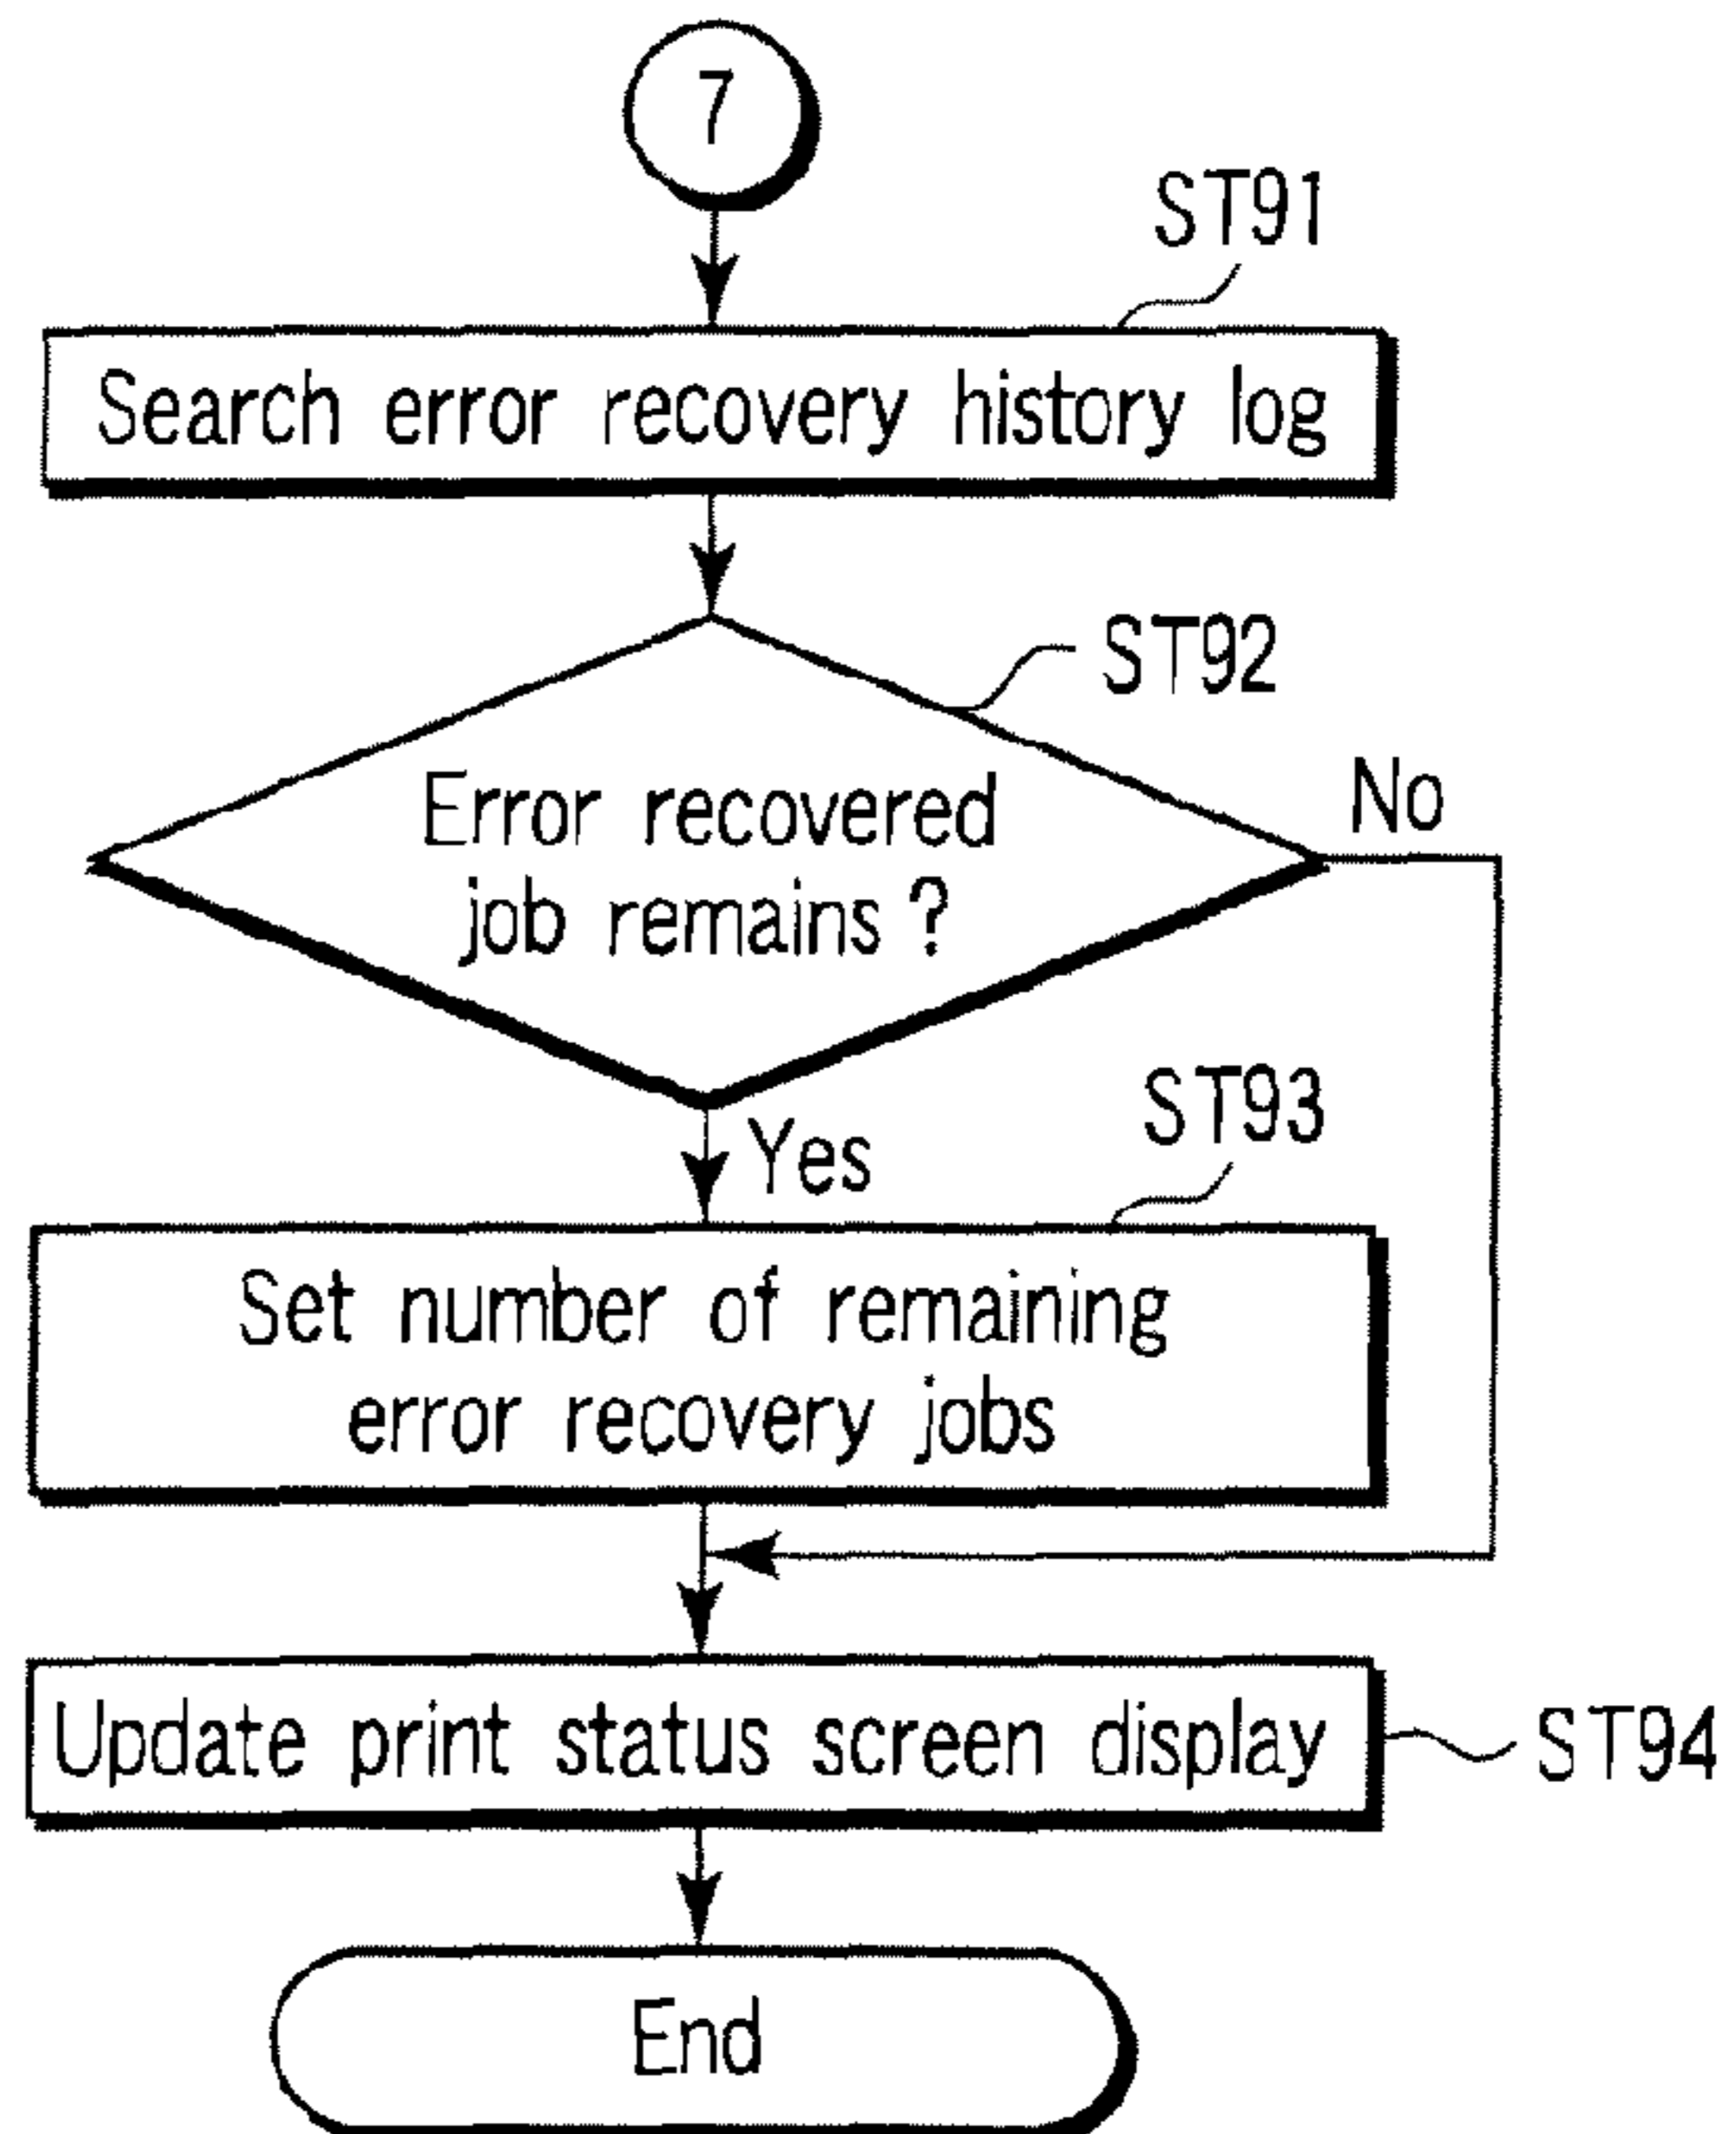 7
ST91
Search error recovery history log
ST92
Error recovered
job remains ?
No
Yes
ST93
Set number of remaining
error recovery jobs
Update print status screen display
ST94
End